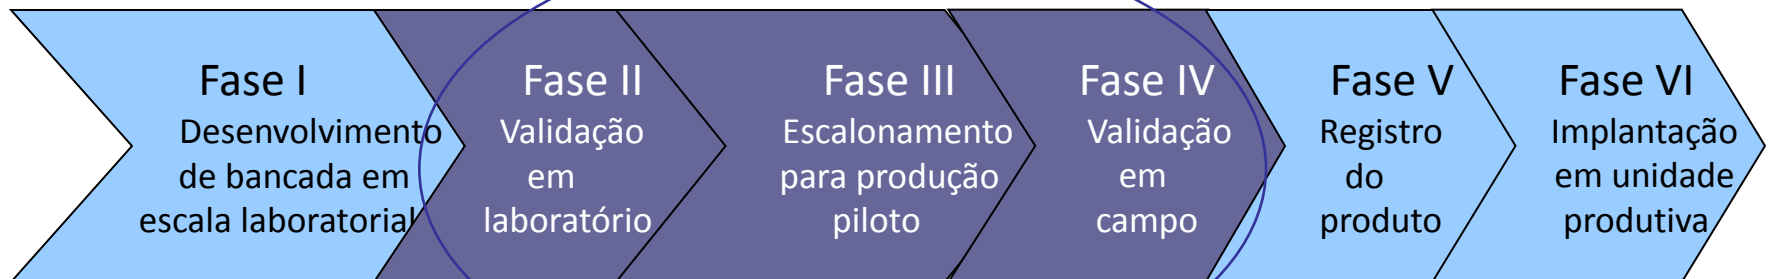 Fase I
Desenvolvimento
de bancada em
escala laboratorial
Fase II
Validação
em
laboratório
Fase III
Escalonamento
para produção
piloto
Fase IV
Validação
em
campo
Fase V
Registro
do
produto
Fase VI
Implantação
em unidade
produtiva